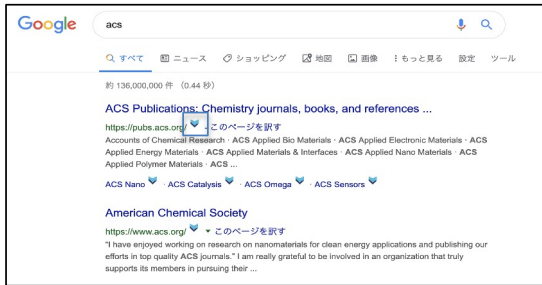 Google acs
すべて ニュース ショッピング 地図 画像 もっと見る 設定 ツール
約 136,000,000 件 (0.44 秒)
ACS Publications: Chemistry journals, books, and references ...
https://pubs.acs.org/ このページを訳す
Accounts of Chemical Research · ACS Applied Bio Materials · ACS Applied Electronic Materials · ACS
Applied Energy Materials · ACS Applied Materials & Interfaces · ACS Applied Nano Materials · ACS
Applied Polymer Materials · ACS ...
ACS Nano · ACS Catalysis · ACS Omega · ACS Sensors
American Chemical Society
https://www.acs.org/ このページを訳す
"I have enjoyed working on research on nanomaterials for clean energy applications and publishing our
efforts in top quality ACS journals." I am really grateful to be involved in an organization that truly
supports its members in pursuing their ...